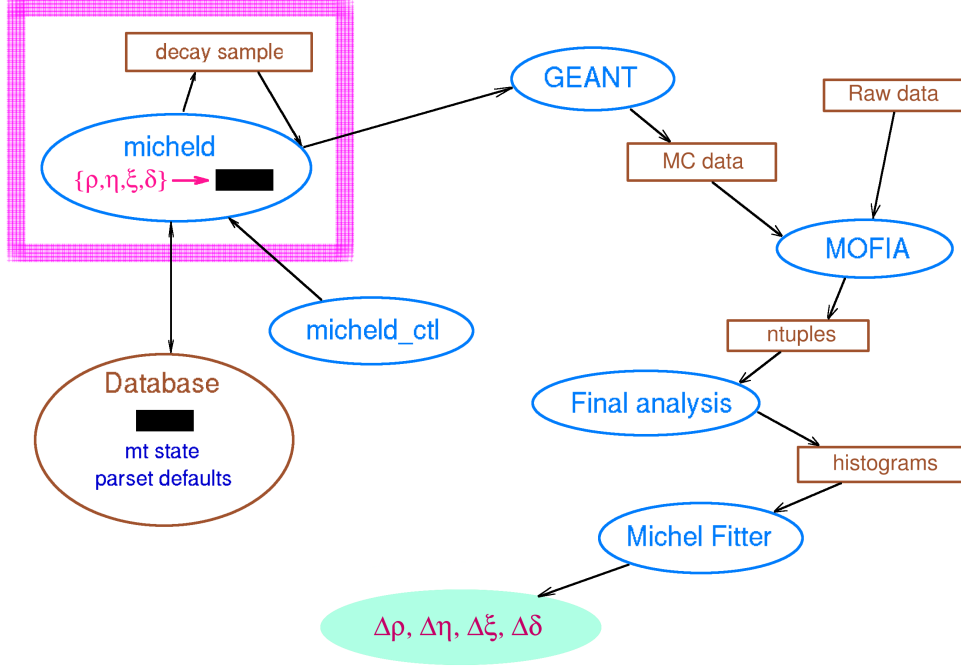 decay sample
micheld
{ρ,η,ξ,δ}
GEANT
Raw data
MC data
MOFIA
micheld_ctl
ntuples
Database
mt state
parset defaults
Final analysis
histograms
Michel Fitter
Δρ, Δη, Δξ, Δδ